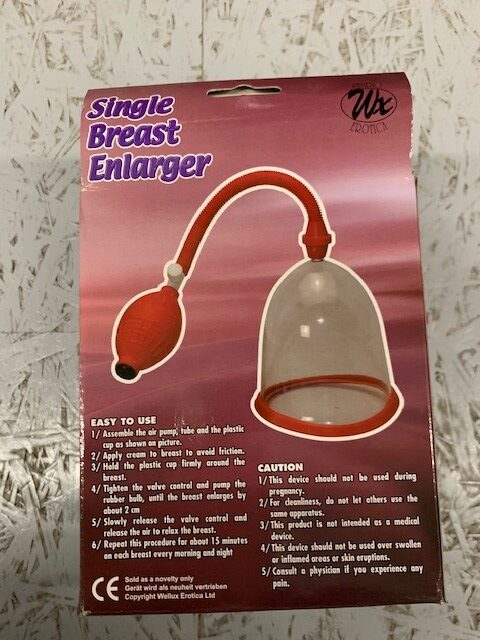 Single
Breast
Enlarger
Wx
EROTICA
EASY TO USE
1/ Assemble the air pump, tube and the plastic
cup as shown on picture.
2/ Apply cream to breast to avoid friction.
3/ Hold the plastic cup firmly around the
breast.
4/ Tighten the valve control and pump the
rubber bulb, until the breast enlarges by
about 2 cm
5/ Slowly release the valve control and
release the air to relax the breast.
6/ Repeat this procedure for about 15 minutes
on each breast every morning and night
CE
Sold as a novelty only
Gerät wird als neuheit vertrieben
Copyright Wellux Erotica Ltd
CAUTION
1/ This device should not be used during
pregnancy.
2/ For cleanliness, do not let others use the
same apparatus.
3/ This product is not intended as a medical
device.
4/ This device should not be used over swollen
or inflamed areas or skin eruptions.
5/ Consult a physician if you experience any
pain.